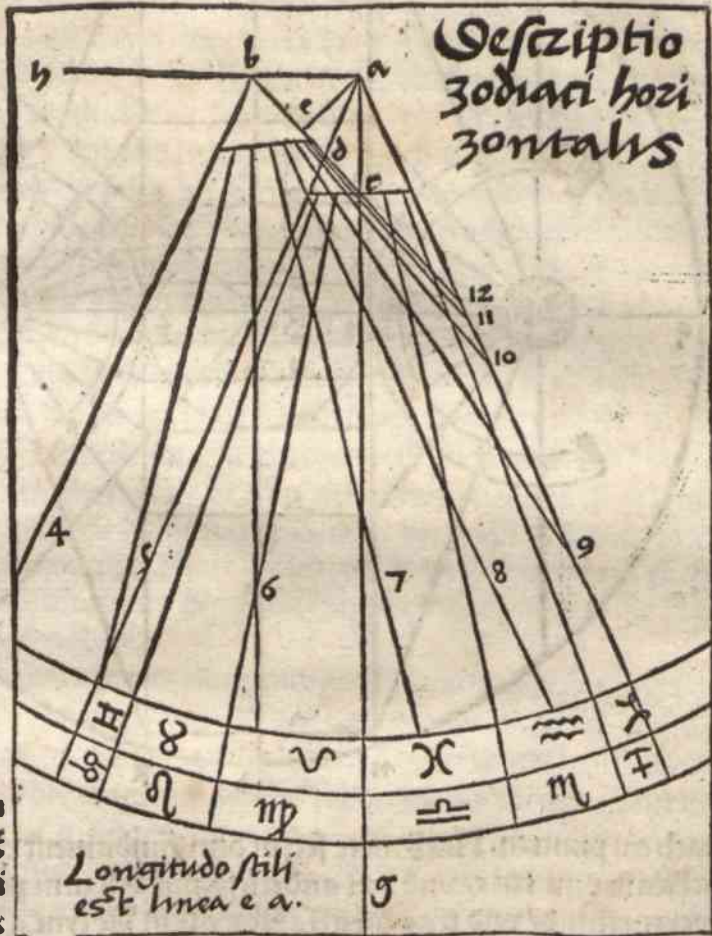 Descriptio
zodiaci hori
zontalis
h b a
e
d
c
12
11
10
4 5 6 7 8 9
♊ ♉ ♈ ♓ ♒ ♑
♋ ♌ ♍ ♎ ♏ ♐
Longitudo stili
est linea e a.
g